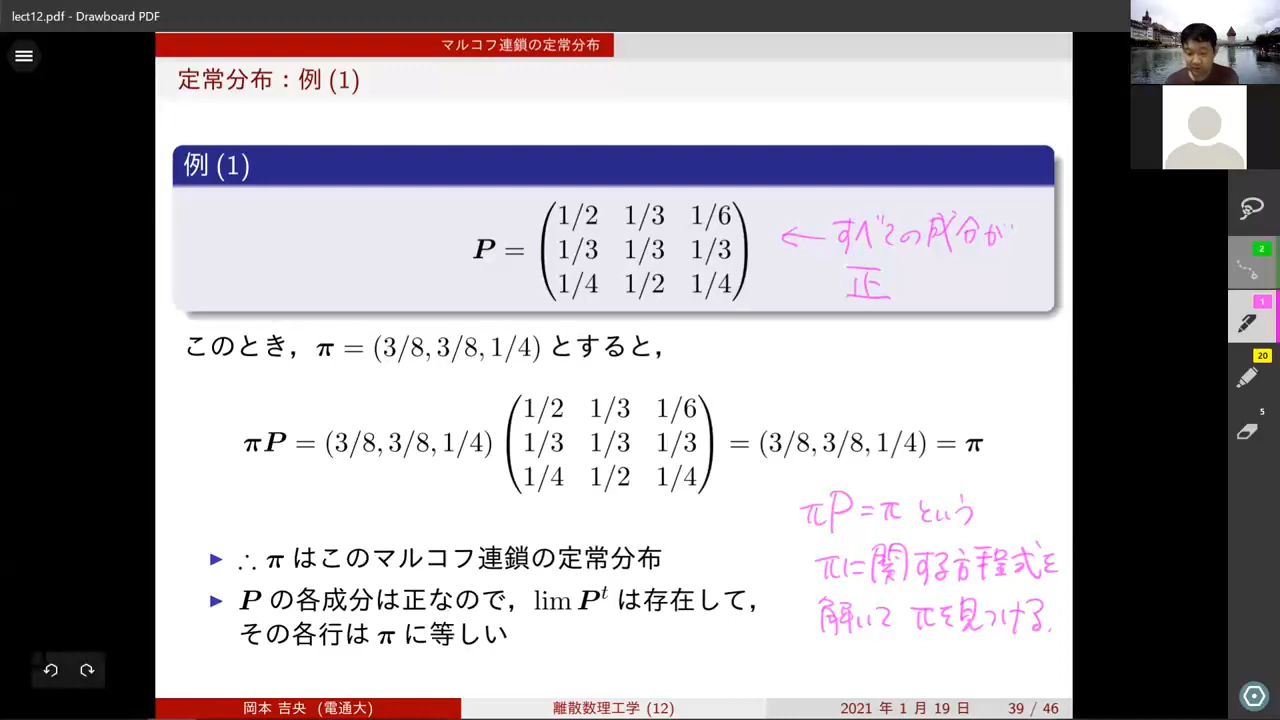 lect12.pdf - Drawboard PDF
マルコフ連鎖の定常分布
定常分布：例 (1)
例 (1)
P = (1/2 1/3 1/6
1/3 1/3 1/3
1/4 1/2 1/4)
← すべての成分が
正
このとき，π = (3/8, 3/8, 1/4) とすると，
πP = (3/8, 3/8, 1/4) (1/2 1/3 1/6
1/3 1/3 1/3
1/4 1/2 1/4) = (3/8, 3/8, 1/4) = π
πP = π という
πに関する方程式を
解いて πを見つける.
▶ ∴ π はこのマルコフ連鎖の定常分布
▶ P の各成分は正なので，lim Pᵗ は存在して，
その各行は π に等しい
岡本 吉央 (電通大)
離散数理工学 (12)
2021 年 1 月 19 日
39 / 46
2
1
20
5